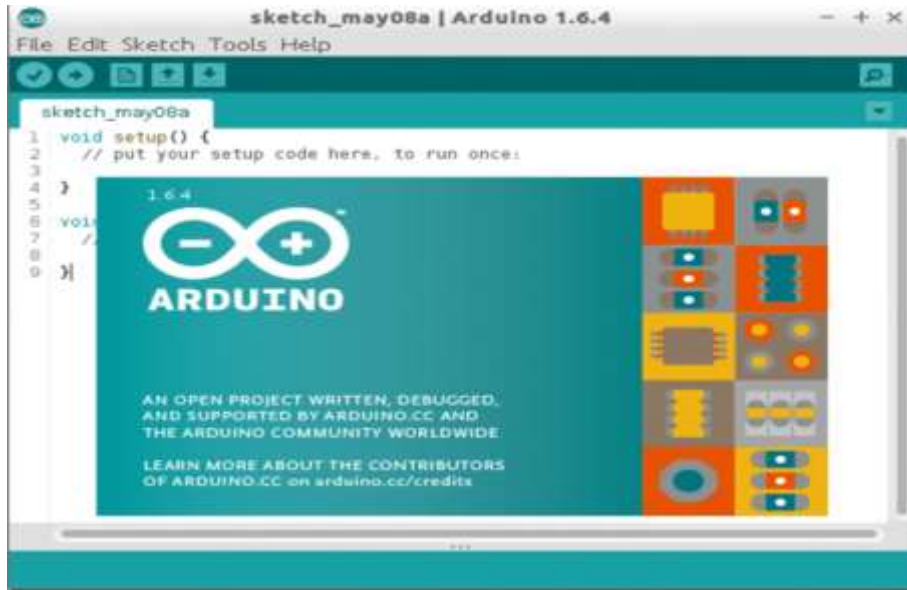 sketch_may08a | Arduino 1.6.4
File Edit Sketch Tools Help
sketch_may08a
1 void setup() {
2 // put your setup code here, to run once:
3
4 }
5
6 voi
7 //
8
9 }
1.6.4
ARDUINO
AN OPEN PROJECT WRITTEN, DEBUGGED,
AND SUPPORTED BY ARDUINO.CC AND
THE ARDUINO COMMUNITY WORLDWIDE
LEARN MORE ABOUT THE CONTRIBUTORS
OF ARDUINO.CC on arduino.cc/credits